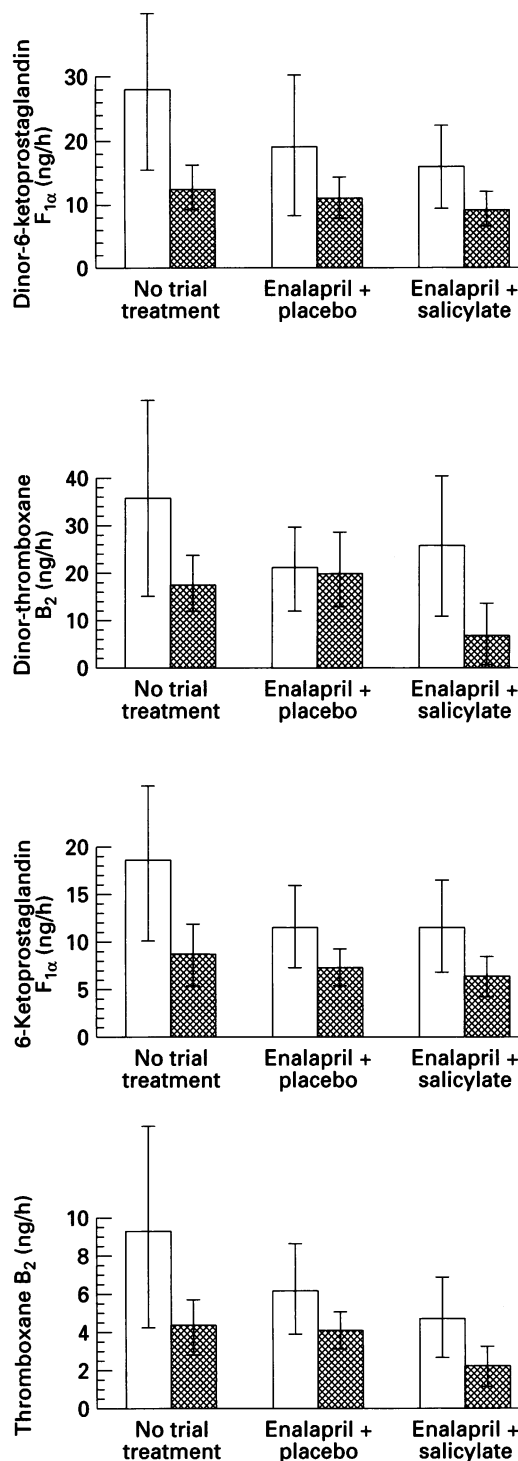 Dinor-6-ketoprostaglandin
F1α (ng/h)
30
20
10
0
No trial
treatment
Enalapril +
placebo
Enalapril +
salicylate
Dinor-thromboxane
B2 (ng/h)
40
30
20
10
0
No trial
treatment
Enalapril +
placebo
Enalapril +
salicylate
6-Ketoprostaglandin
F1α (ng/h)
20
15
10
5
0
No trial
treatment
Enalapril +
placebo
Enalapril +
salicylate
Thromboxane B2 (ng/h)
10
8
6
4
2
0
No trial
treatment
Enalapril +
placebo
Enalapril +
salicylate